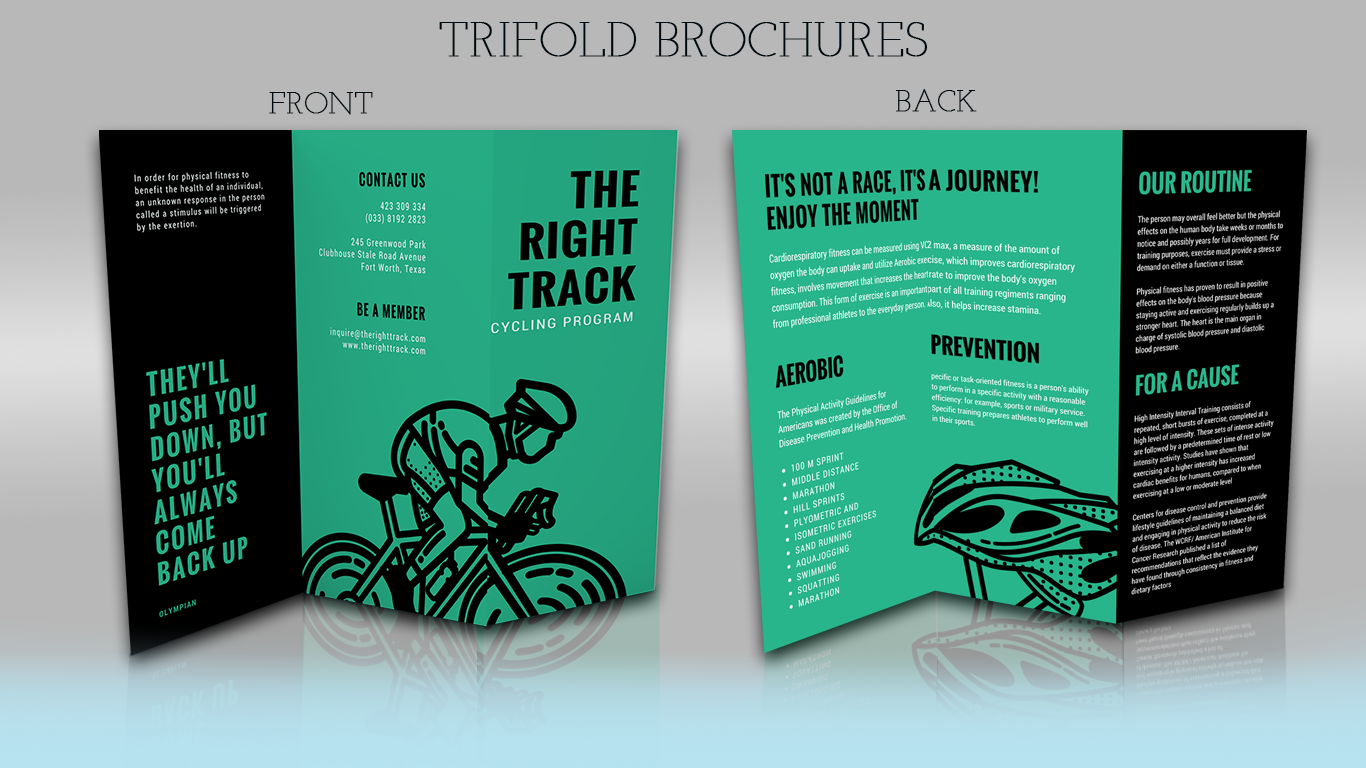 TRIFOLD BROCHURES
FRONT
In order for physical fitness to
benefit the health of an individual,
an unknown response in the person
called a stimulus will be triggered
by the exertion.
THEY'LL
PUSH YOU
DOWN, BUT
YOU'LL
ALWAYS
COME
BACK UP
OLYMPIAN
CONTACT US
423 309 334
(033) 8192 2823
245 Greenwood Park
Clubhouse Stale Road Avenue
Fort Worth, Texas
BE A MEMBER
inquire@therighttrack.com
www.therighttrack.com
THE
RIGHT
TRACK
CYCLING PROGRAM
BACK
IT'S NOT A RACE, IT'S A JOURNEY!
ENJOY THE MOMENT
Cardiorespiratory fitness can be measured using VO2 max, a measure of the amount of
oxygen the body can uptake and utilize Aerobic exercise, which improves cardiorespiratory
fitness, involves movement that increases the heartrate to improve the body's oxygen
consumption. This form of exercise is an importantpart of all training regiments ranging
from professional athletes to the everyday person. Also, it helps increase stamina.
AEROBIC
The Physical Activity Guidelines for
Americans was created by the Office of
Disease Prevention and Health Promotion.
• 100 M SPRINT
• MIDDLE DISTANCE
• MARATHON
• HILL SPRINTS
• PLYOMETRIC AND
• ISOMETRIC EXERCISES
• SAND RUNNING
• AQUAJOGGING
• SWIMMING
• SQUATTING
• MARATHON
PREVENTION
pecific or task-oriented fitness is a person's ability
to perform in a specific activity with a reasonable
efficiency: for example, sports or military service.
Specific training prepares athletes to perform well
in their sports.
OUR ROUTINE
The person may overall feel better but the physical
effects on the human body take weeks or months to
notice and possibly years for full development. For
training purposes, exercise must provide a stress or
demand on either a function or tissue.
Physical fitness has proven to result in positive
effects on the body's blood pressure because
staying active and exercising regularly builds up a
stronger heart. The heart is the main organ in
charge of systolic blood pressure and diastolic
blood pressure.
FOR A CAUSE
High Intensity Interval Training consists of
repeated, short bursts of exercise, completed at a
high level of intensity. These sets of intense activity
are followed by a predetermined time of rest or low
intensity activity. Studies have shown that
exercising at a higher intensity has increased
cardiac benefits for humans, compared to when
exercising at a low or moderate level
Centers for disease control and prevention provide
lifestyle guidelines of maintaining a balanced diet
and engaging in physical activity to reduce the risk
of disease. The WCRF/ American Institute for
Cancer Research published a list of
recommendations that reflect the evidence they
have found through consistency in fitness and
dietary factors